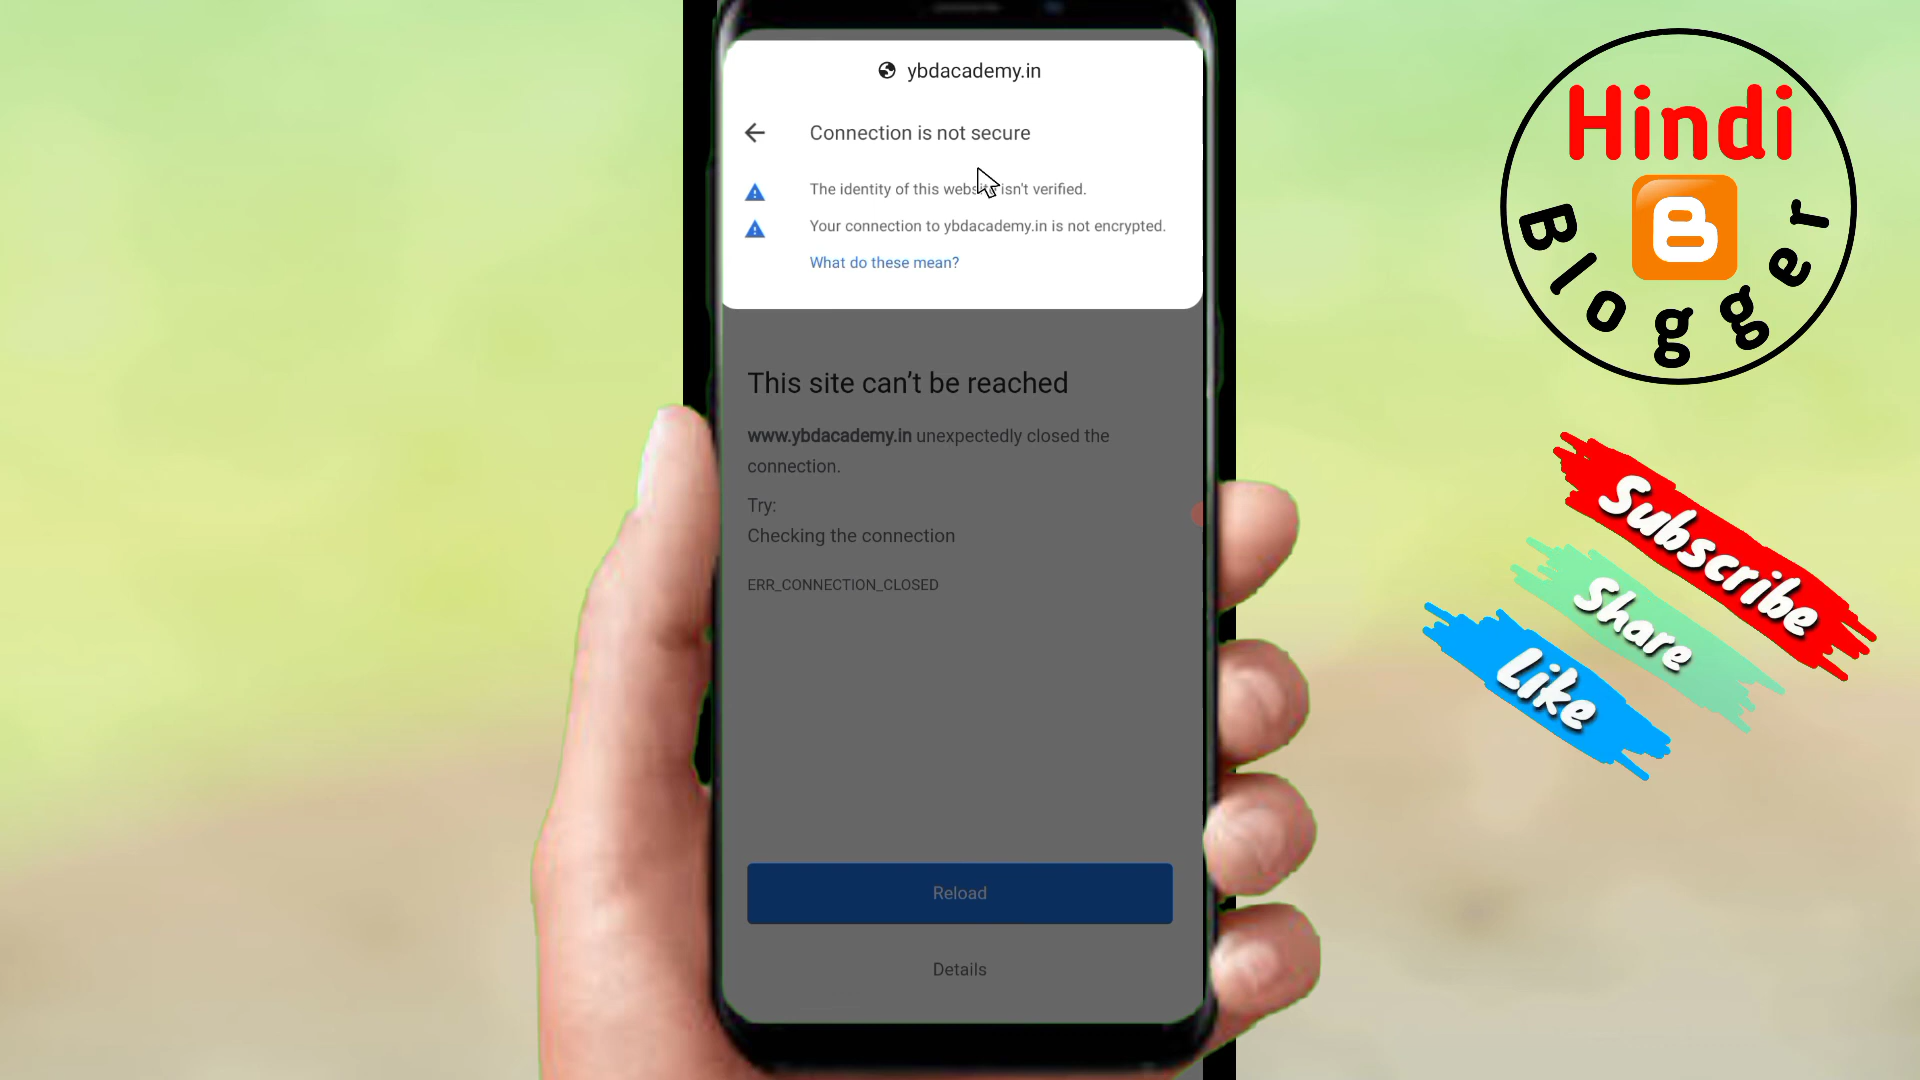 ybdacademy.in
Connection is not secure
The identity of this website isn't verified.
Your connection to ybdacademy.in is not encrypted.
What do these mean?
This site can’t be reached
www.ybdacademy.in unexpectedly closed the
connection.
Try:
Checking the connection
ERR_CONNECTION_CLOSED
Reload
Details
Hindi
B
Blogger
Subscribe
Share
Like